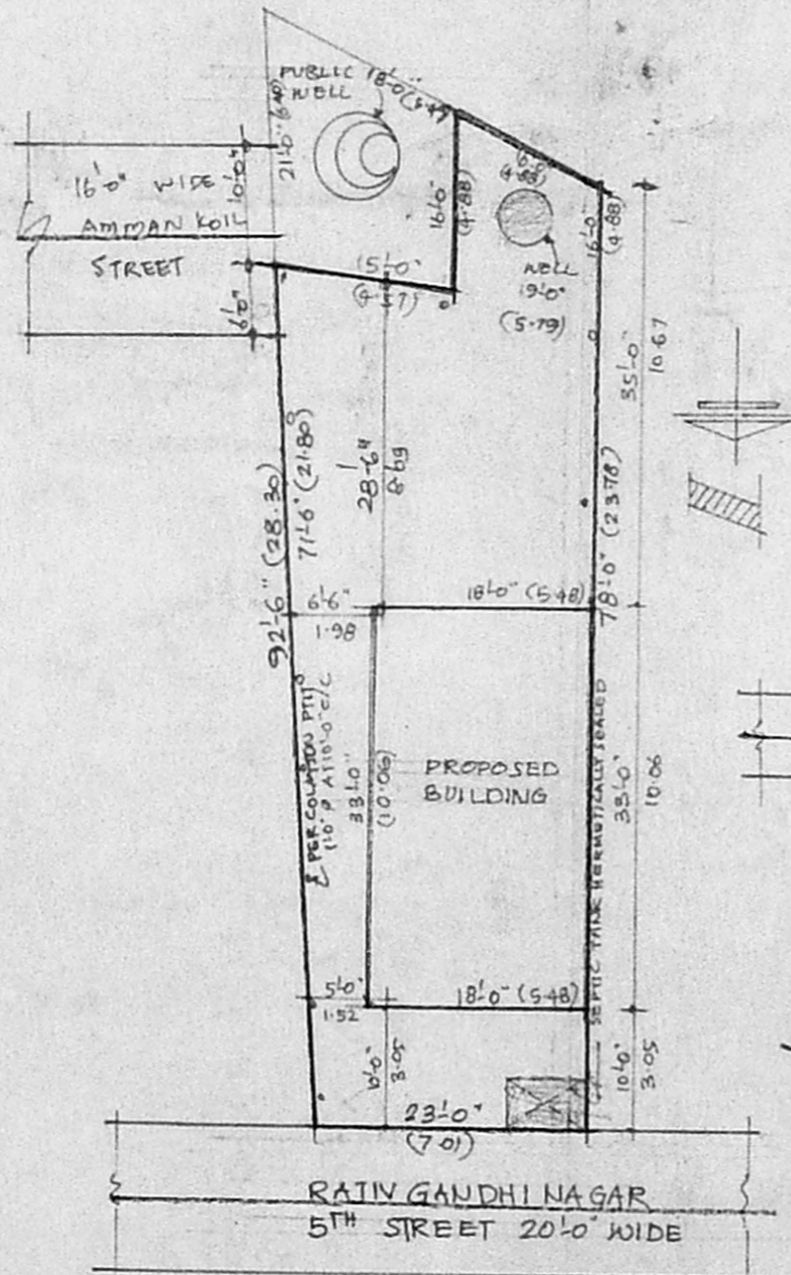 PUBLIC
WELL
18'-0" (5.49)
21'-0" (6.40)
16'-0" WIDE
AMMAN KOIL
STREET
10'-0"
6'-0"
16'-0"
(4.88)
WELL
19'-0"
(5.79)
16'-0"
(4.88)
15'-0"
(4.57)
35'-0"
10.67
28'-6"
8.69
92'-6" (28.30)
71'-6" (21.80)
78'-0" (23.78)
6'-6"
1.98
18'-0" (5.48)
PERCOLATION PIT
1'-0" Ø AT 10'-0" C/C
33'-0"
(10.06)
PROPOSED
BUILDING
SEPTIC TANK HERMETICALLY SEALED
33'-0"
10.06
5'-0"
1.52
18'-0" (5.48)
10'-0"
3.05
10'-0"
3.05
23'-0"
(7.01)
RAJIV GANDHI NAGAR
5TH STREET 20'-0" WIDE